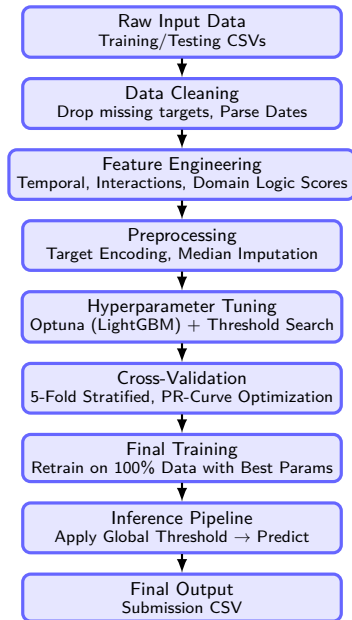 Raw Input Data
Training/Testing CSVs
Data Cleaning
Drop missing targets, Parse Dates
Feature Engineering
Temporal, Interactions, Domain Logic Scores
Preprocessing
Target Encoding, Median Imputation
Hyperparameter Tuning
Optuna (LightGBM) + Threshold Search
Cross-Validation
5-Fold Stratified, PR-Curve Optimization
Final Training
Retrain on 100% Data with Best Params
Inference Pipeline
Apply Global Threshold → Predict
Final Output
Submission CSV